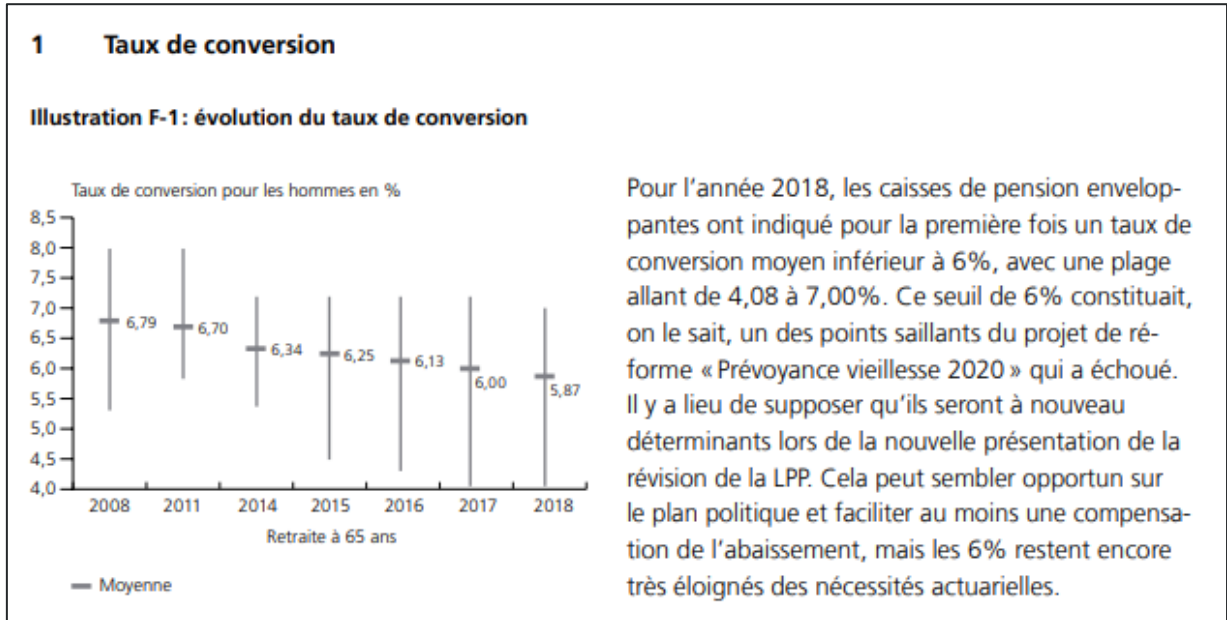 1 Taux de conversion
Illustration F-1: évolution du taux de conversion
Taux de conversion pour les hommes en %
8,5
8,0
7,5
7,0
6,5
6,0
5,5
5,0
4,5
4,0
6,79
6,70
6,34
6,25
6,13
6,00
5,87
2008 2011 2014 2015 2016 2017 2018
Retraite à 65 ans
Moyenne
Pour l'année 2018, les caisses de pension envelop-
pantes ont indiqué pour la première fois un taux de
conversion moyen inférieur à 6%, avec une plage
allant de 4,08 à 7,00%. Ce seuil de 6% constituait,
on le sait, un des points saillants du projet de ré-
forme « Prévoyance vieillesse 2020 » qui a échoué.
Il y a lieu de supposer qu'ils seront à nouveau
déterminants lors de la nouvelle présentation de la
révision de la LPP. Cela peut sembler opportun sur
le plan politique et faciliter au moins une compensa-
tion de l'abaissement, mais les 6% restent encore
très éloignés des nécessités actuarielles.